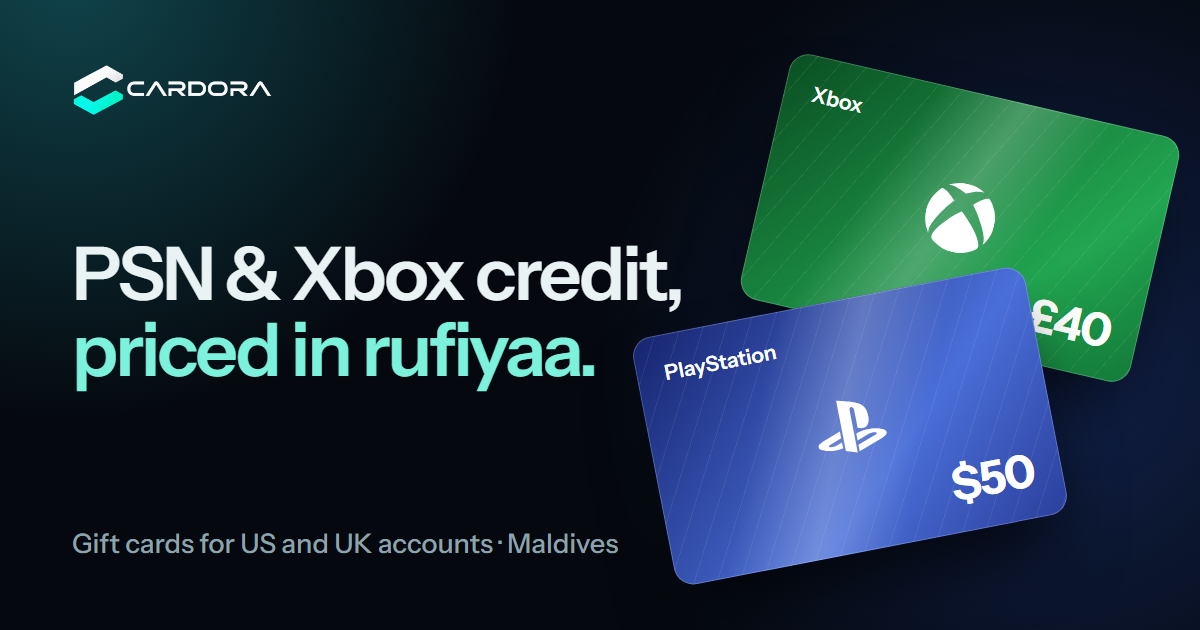 CARDORA
PSN & Xbox credit,
priced in rufiyaa.
Gift cards for US and UK accounts · Maldives
Xbox
£40
PlayStation
$50